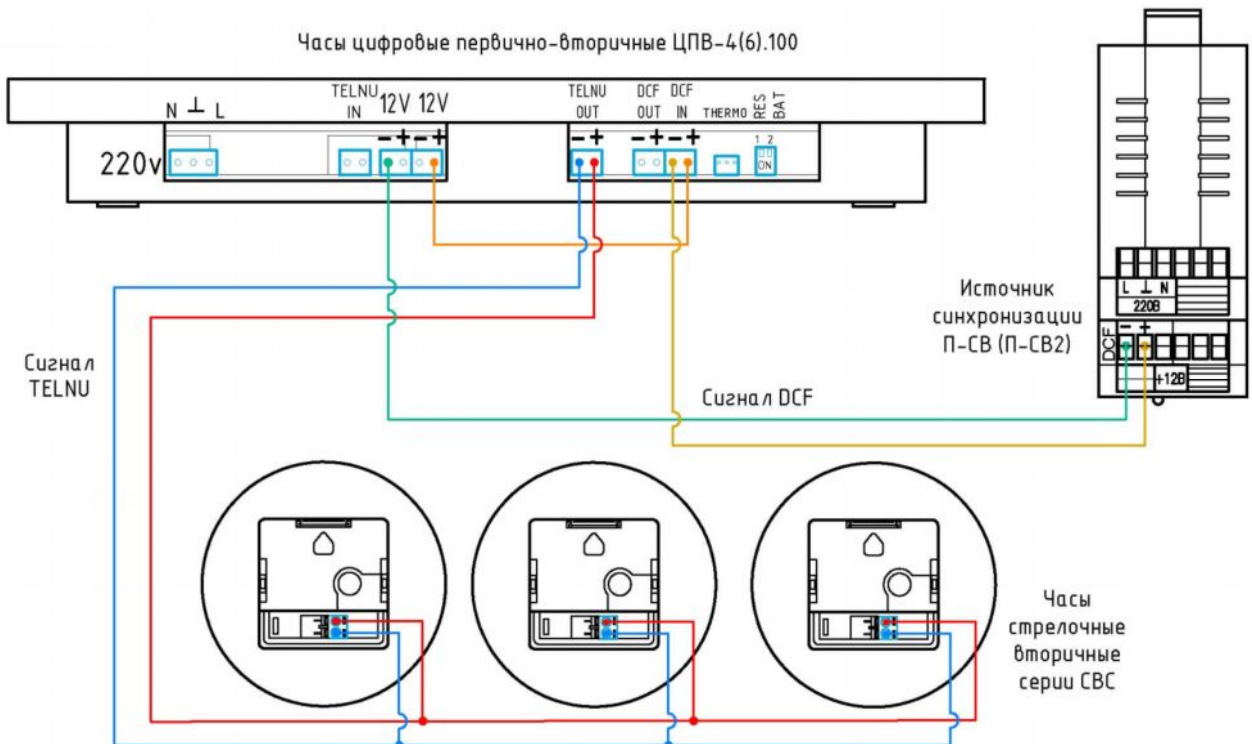 Часы цифровые первично-вторичные ЦПВ-4(6).100
N ⊥ L
TELNU
IN
12V 12V
- + - +
220v
TELNU
OUT
DCF
OUT
DCF
IN
THERMO
RES
BAT
- +
- + - +
1 2
ON
L ⊥ N
220В
DCF
- +
+12В
Источник
синхронизации
П-СВ (П-СВ2)
Сигнал
TELNU
Сигнал DCF
Часы
стрелочные
вторичные
серии СВС